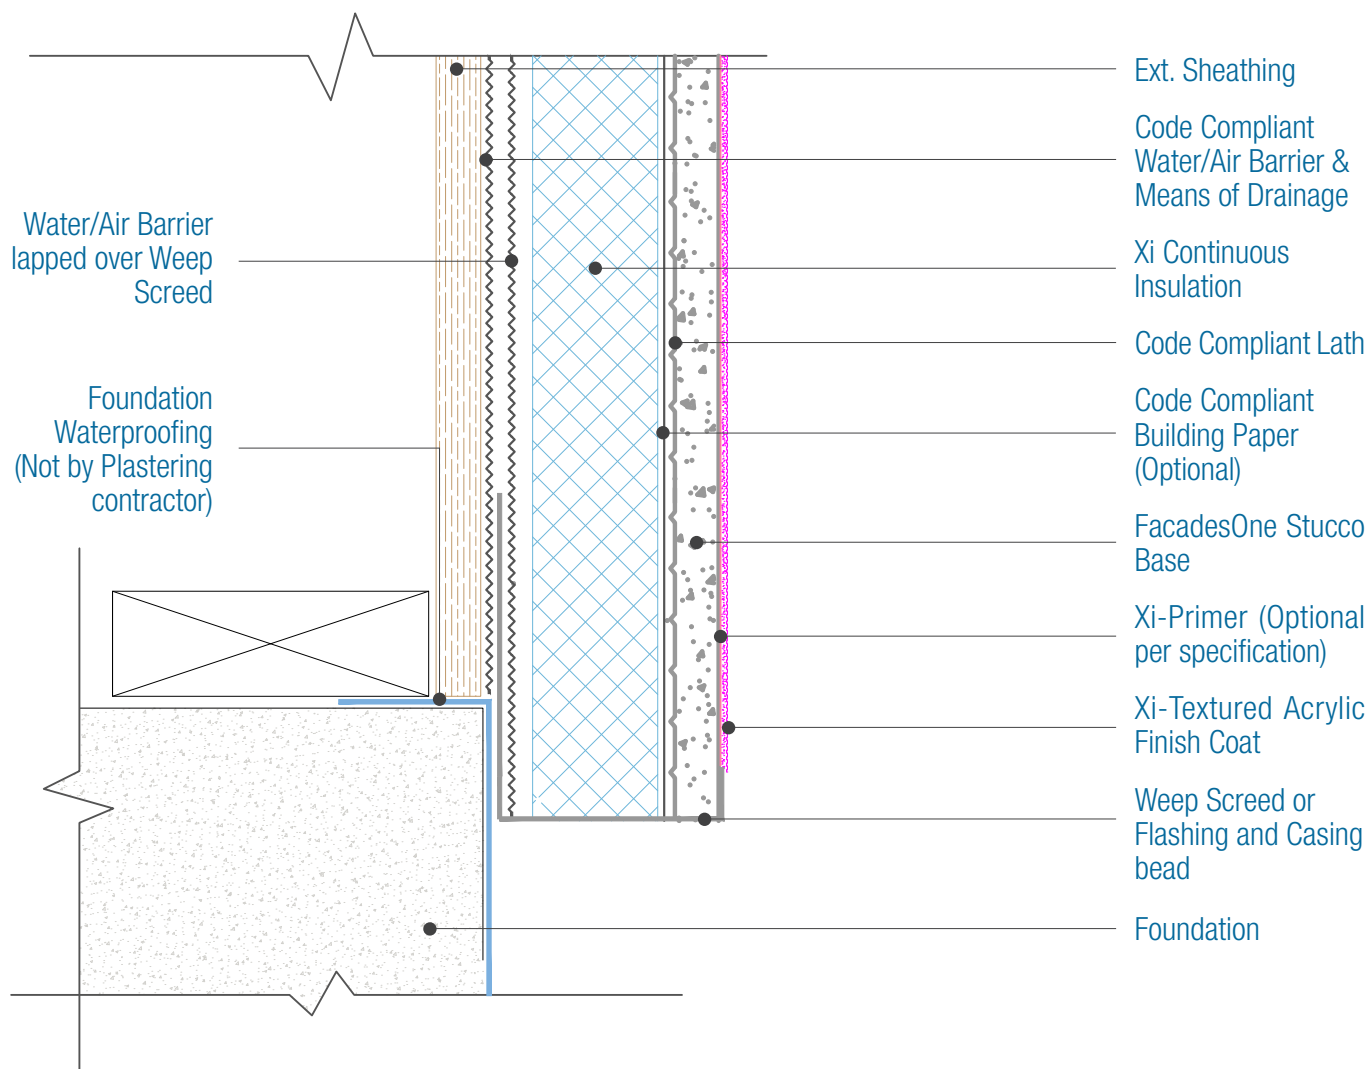 Water/Air Barrier
lapped over Weep
Screed
Foundation
Waterproofing
(Not by Plastering
contractor)
Ext. Sheathing
Code Compliant
Water/Air Barrier &
Means of Drainage
Xi Continuous
Insulation
Code Compliant Lath
Code Compliant
Building Paper
(Optional)
FacadesOne Stucco
Base
Xi-Primer (Optional
per specification)
Xi-Textured Acrylic
Finish Coat
Weep Screed or
Flashing and Casing
bead
Foundation